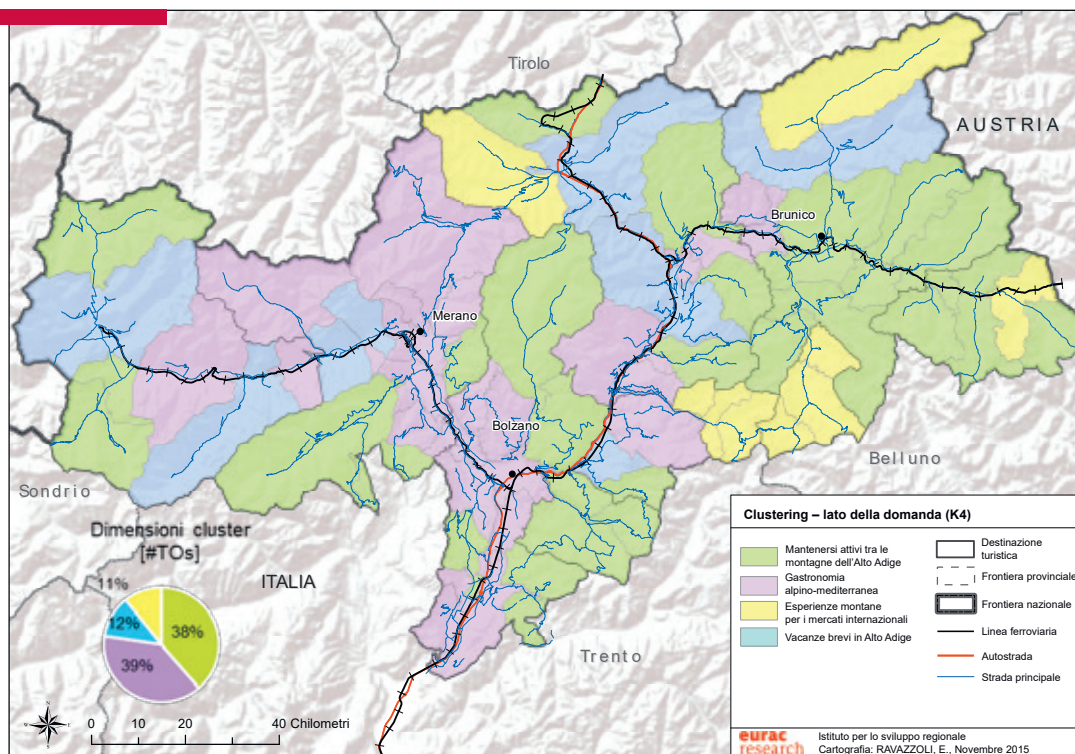 Tirolo
AUSTRIA
Brunico
Merano
Bolzano
Belluno
Sondrio
Dimensioni cluster
[#TOs]
ITALIA
11%
12%
38%
39%
Trento
N
0 10 20 40 Chilometri
Clustering – lato della domanda (K4)
Mantenersi attivi tra le
montagne dell'Alto Adige
Gastronomia
alpino-mediterranea
Esperienze montane
per i mercati internazionali
Vacanze brevi in Alto Adige
Destinazione
turistica
Frontiera provinciale
Frontiera nazionale
Linea ferroviaria
Autostrada
Strada principale
eurac
research
Istituto per lo sviluppo regionale
Cartografia: RAVAZZOLI, E., Novembre 2015